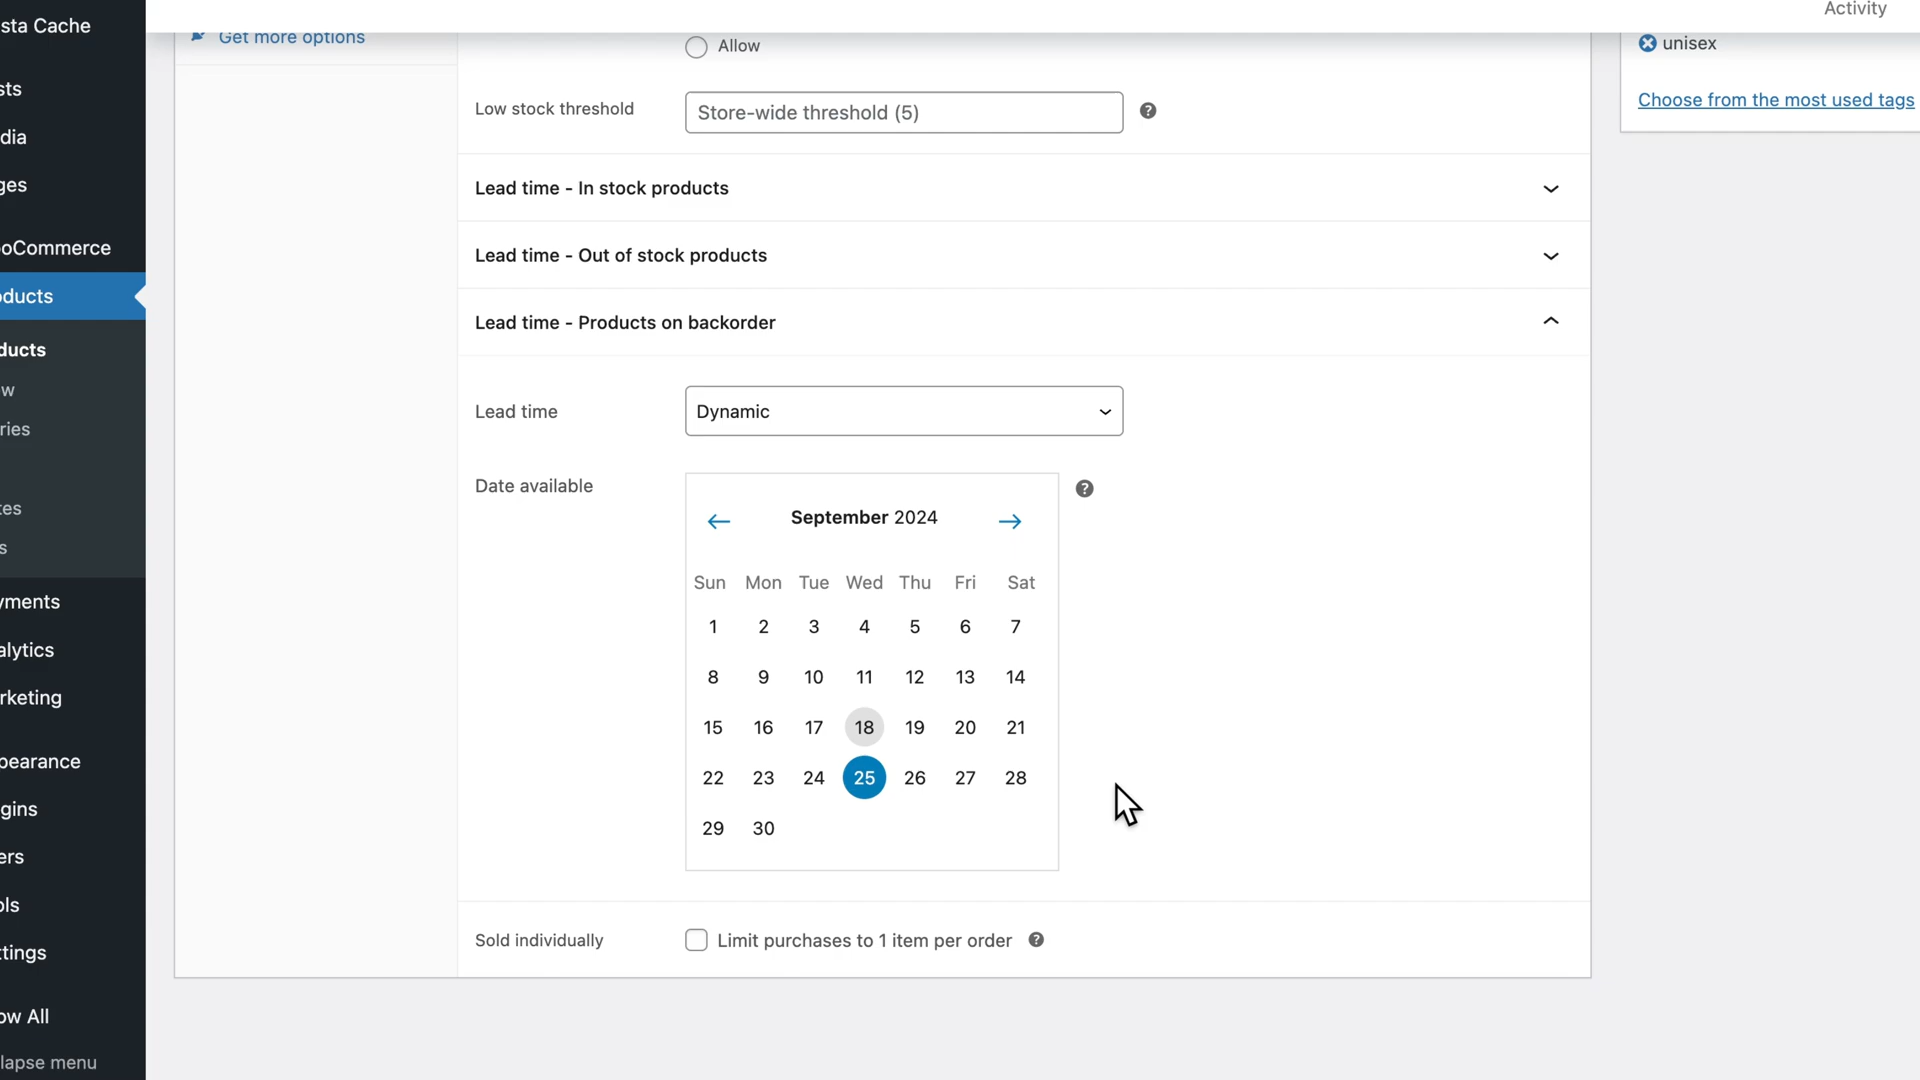 sta Cache
sts
dia
ges
oCommerce
ducts
ducts
w
ries
tes
s
yments
alytics
rketing
pearance
gins
ers
ols
ttings
ow All
lapse menu
Get more options
Allow
Low stock threshold
Store-wide threshold (5)
Lead time - In stock products
Lead time - Out of stock products
Lead time - Products on backorder
Lead time
Dynamic
Date available
September 2024
Sun Mon Tue Wed Thu Fri Sat
1 2 3 4 5 6 7
8 9 10 11 12 13 14
15 16 17 18 19 20 21
22 23 24 25 26 27 28
29 30
Sold individually
Limit purchases to 1 item per order
Activity
unisex
Choose from the most used tags